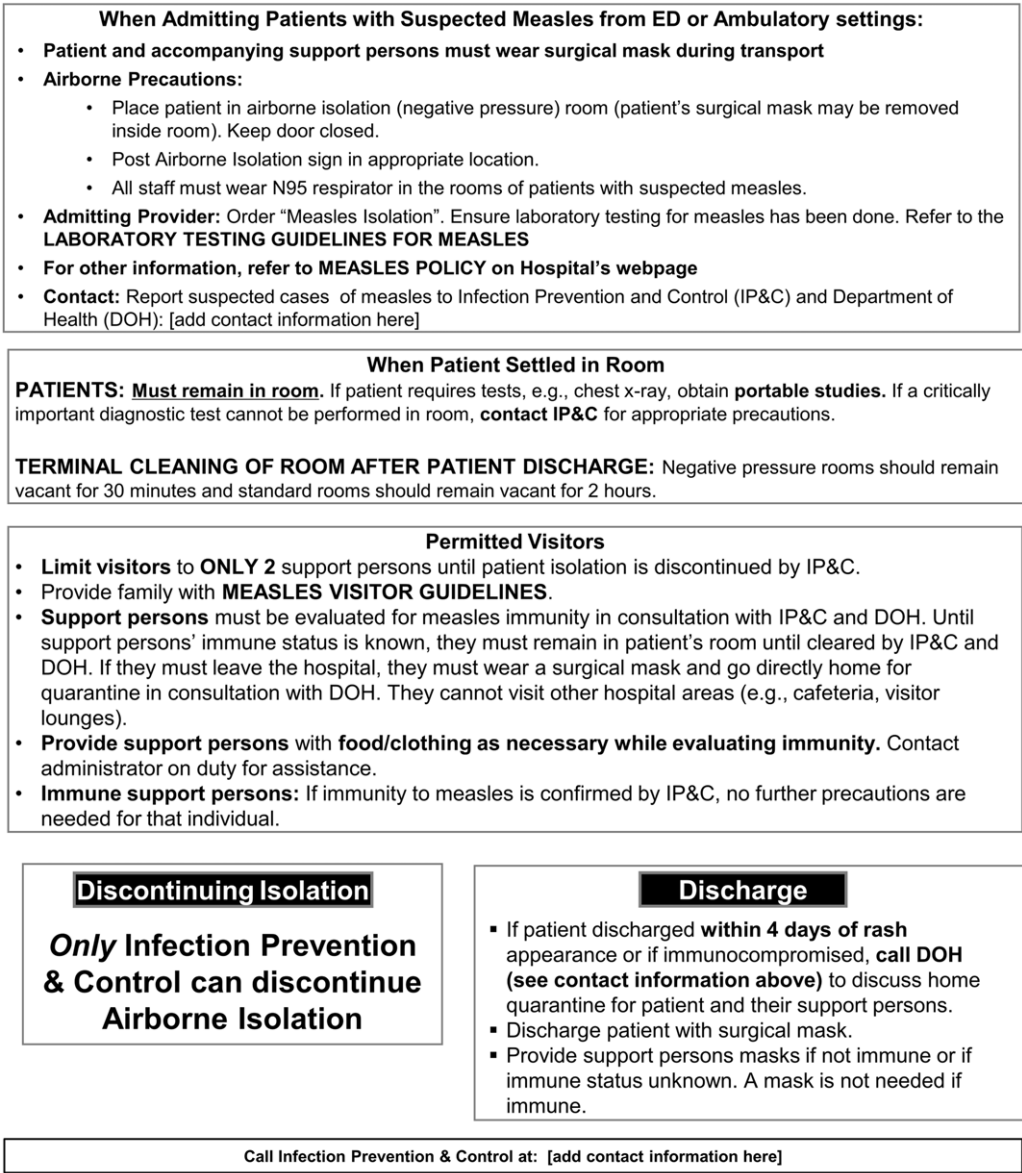 When Admitting Patients with Suspected Measles from ED or Ambulatory settings:
• Patient and accompanying support persons must wear surgical mask during transport
• Airborne Precautions:
• Place patient in airborne isolation (negative pressure) room (patient's surgical mask may be removed
inside room). Keep door closed.
• Post Airborne Isolation sign in appropriate location.
• All staff must wear N95 respirator in the rooms of patients with suspected measles.
• Admitting Provider: Order “Measles Isolation”. Ensure laboratory testing for measles has been done. Refer to the
LABORATORY TESTING GUIDELINES FOR MEASLES
• For other information, refer to MEASLES POLICY on Hospital's webpage
• Contact: Report suspected cases of measles to Infection Prevention and Control (IP&C) and Department of
Health (DOH): [add contact information here]
When Patient Settled in Room
PATIENTS: Must remain in room. If patient requires tests, e.g., chest x-ray, obtain portable studies. If a critically
important diagnostic test cannot be performed in room, contact IP&C for appropriate precautions.
TERMINAL CLEANING OF ROOM AFTER PATIENT DISCHARGE: Negative pressure rooms should remain
vacant for 30 minutes and standard rooms should remain vacant for 2 hours.
Permitted Visitors
• Limit visitors to ONLY 2 support persons until patient isolation is discontinued by IP&C.
• Provide family with MEASLES VISITOR GUIDELINES.
• Support persons must be evaluated for measles immunity in consultation with IP&C and DOH. Until
support persons' immune status is known, they must remain in patient's room until cleared by IP&C and
DOH. If they must leave the hospital, they must wear a surgical mask and go directly home for
quarantine in consultation with DOH. They cannot visit other hospital areas (e.g., cafeteria, visitor
lounges).
• Provide support persons with food/clothing as necessary while evaluating immunity. Contact
administrator on duty for assistance.
• Immune support persons: If immunity to measles is confirmed by IP&C, no further precautions are
needed for that individual.
Discontinuing Isolation
Only Infection Prevention
& Control can discontinue
Airborne Isolation
Discharge
▪ If patient discharged within 4 days of rash
appearance or if immunocompromised, call DOH
(see contact information above) to discuss home
quarantine for patient and their support persons.
▪ Discharge patient with surgical mask.
▪ Provide support persons masks if not immune or if
immune status unknown. A mask is not needed if
immune.
Call Infection Prevention & Control at: [add contact information here]